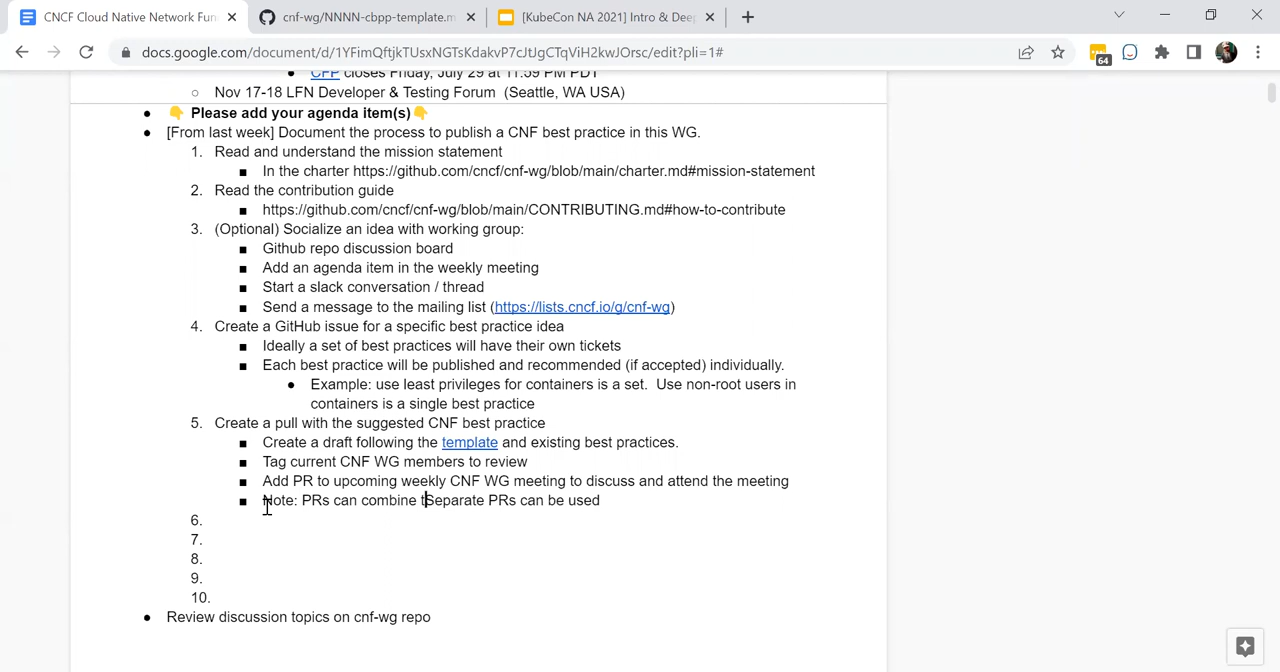 CNCF Cloud Native Network Fun
cnf-wg/NNNN-cbpp-template.m
[KubeCon NA 2021] Intro & Dee
docs.google.com/document/d/1YFimQftjkTUsxNGTsKdakvP7cJtJgCTqViH2kwJOrsc/edit?pli=1#
64
CFP closes Friday, July 29 at 11:59 PM PDT
Nov 17-18 LFN Developer & Testing Forum (Seattle, WA USA)
👇 Please add your agenda item(s)👇
[From last week] Document the process to publish a CNF best practice in this WG.
1. Read and understand the mission statement
In the charter https://github.com/cncf/cnf-wg/blob/main/charter.md#mission-statement
2. Read the contribution guide
https://github.com/cncf/cnf-wg/blob/main/CONTRIBUTING.md#how-to-contribute
3. (Optional) Socialize an idea with working group:
Github repo discussion board
Add an agenda item in the weekly meeting
Start a slack conversation / thread
Send a message to the mailing list (https://lists.cncf.io/g/cnf-wg)
4. Create a GitHub issue for a specific best practice idea
Ideally a set of best practices will have their own tickets
Each best practice will be published and recommended (if accepted) individually.
Example: use least privileges for containers is a set. Use non-root users in
containers is a single best practice
5. Create a pull with the suggested CNF best practice
Create a draft following the template and existing best practices.
Tag current CNF WG members to review
Add PR to upcoming weekly CNF WG meeting to discuss and attend the meeting
Note: PRs can combine tSeparate PRs can be used
6.
7.
8.
9.
10.
Review discussion topics on cnf-wg repo